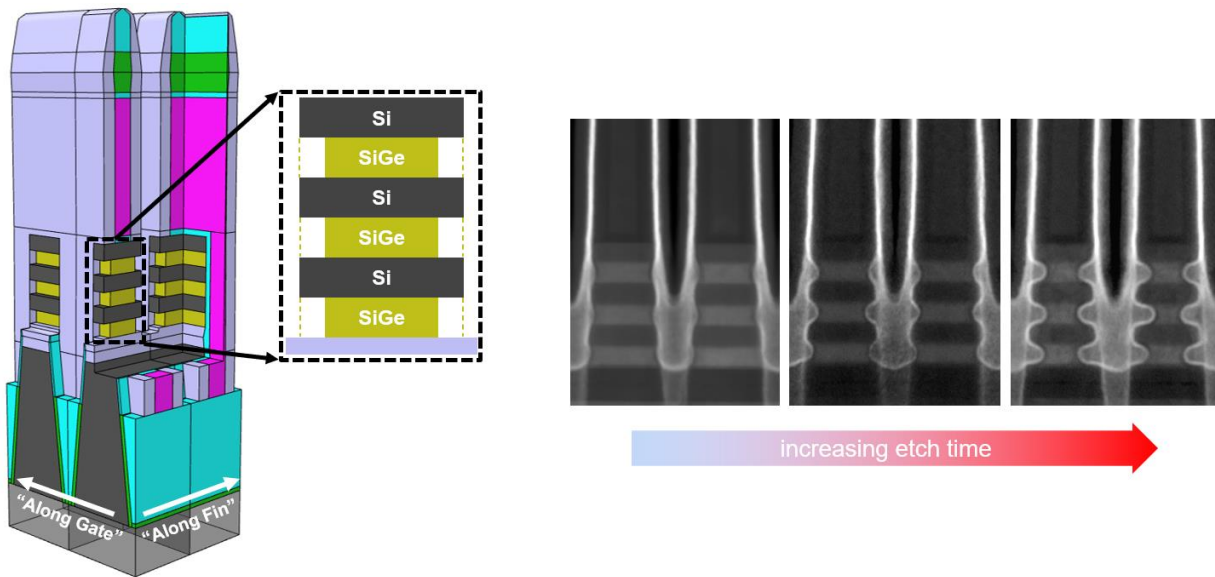 Si
SiGe
Si
SiGe
Si
SiGe
"Along Gate"
"Along Fin"
increasing etch time